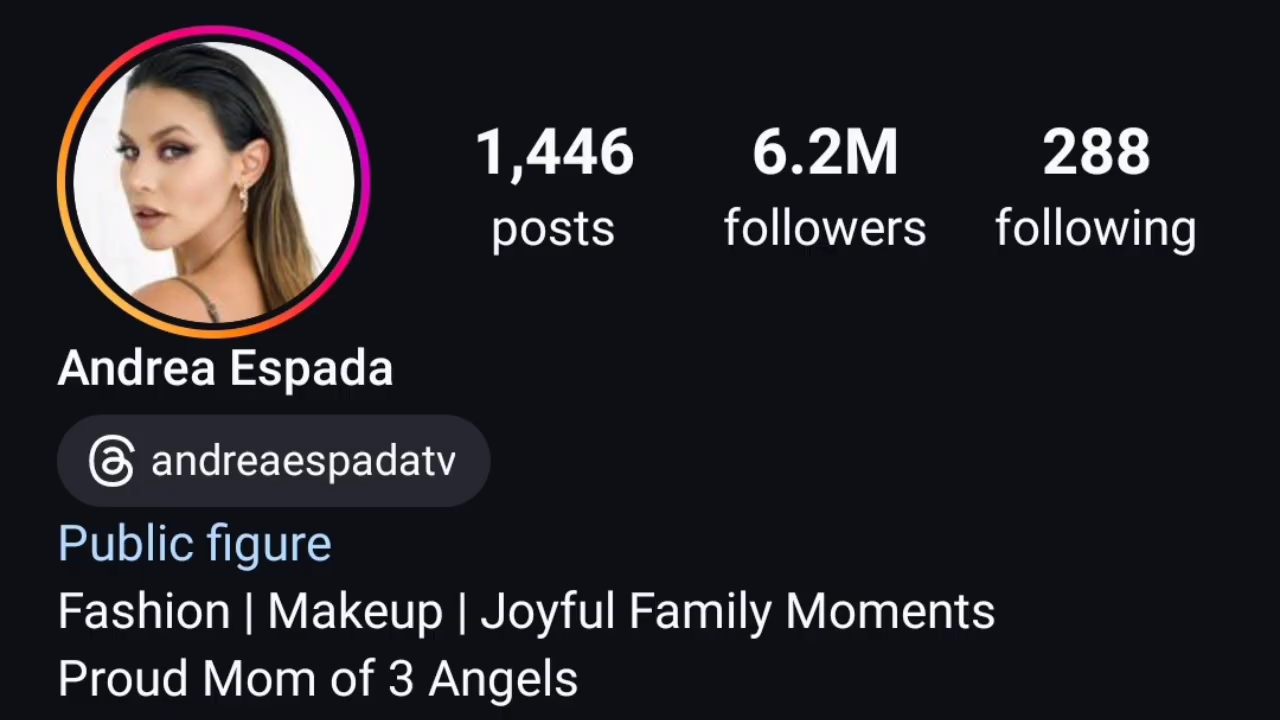 1,446 6.2M 288
posts followers following
Andrea Espada
andreaespadatv
Public figure
Fashion | Makeup | Joyful Family Moments
Proud Mom of 3 Angels